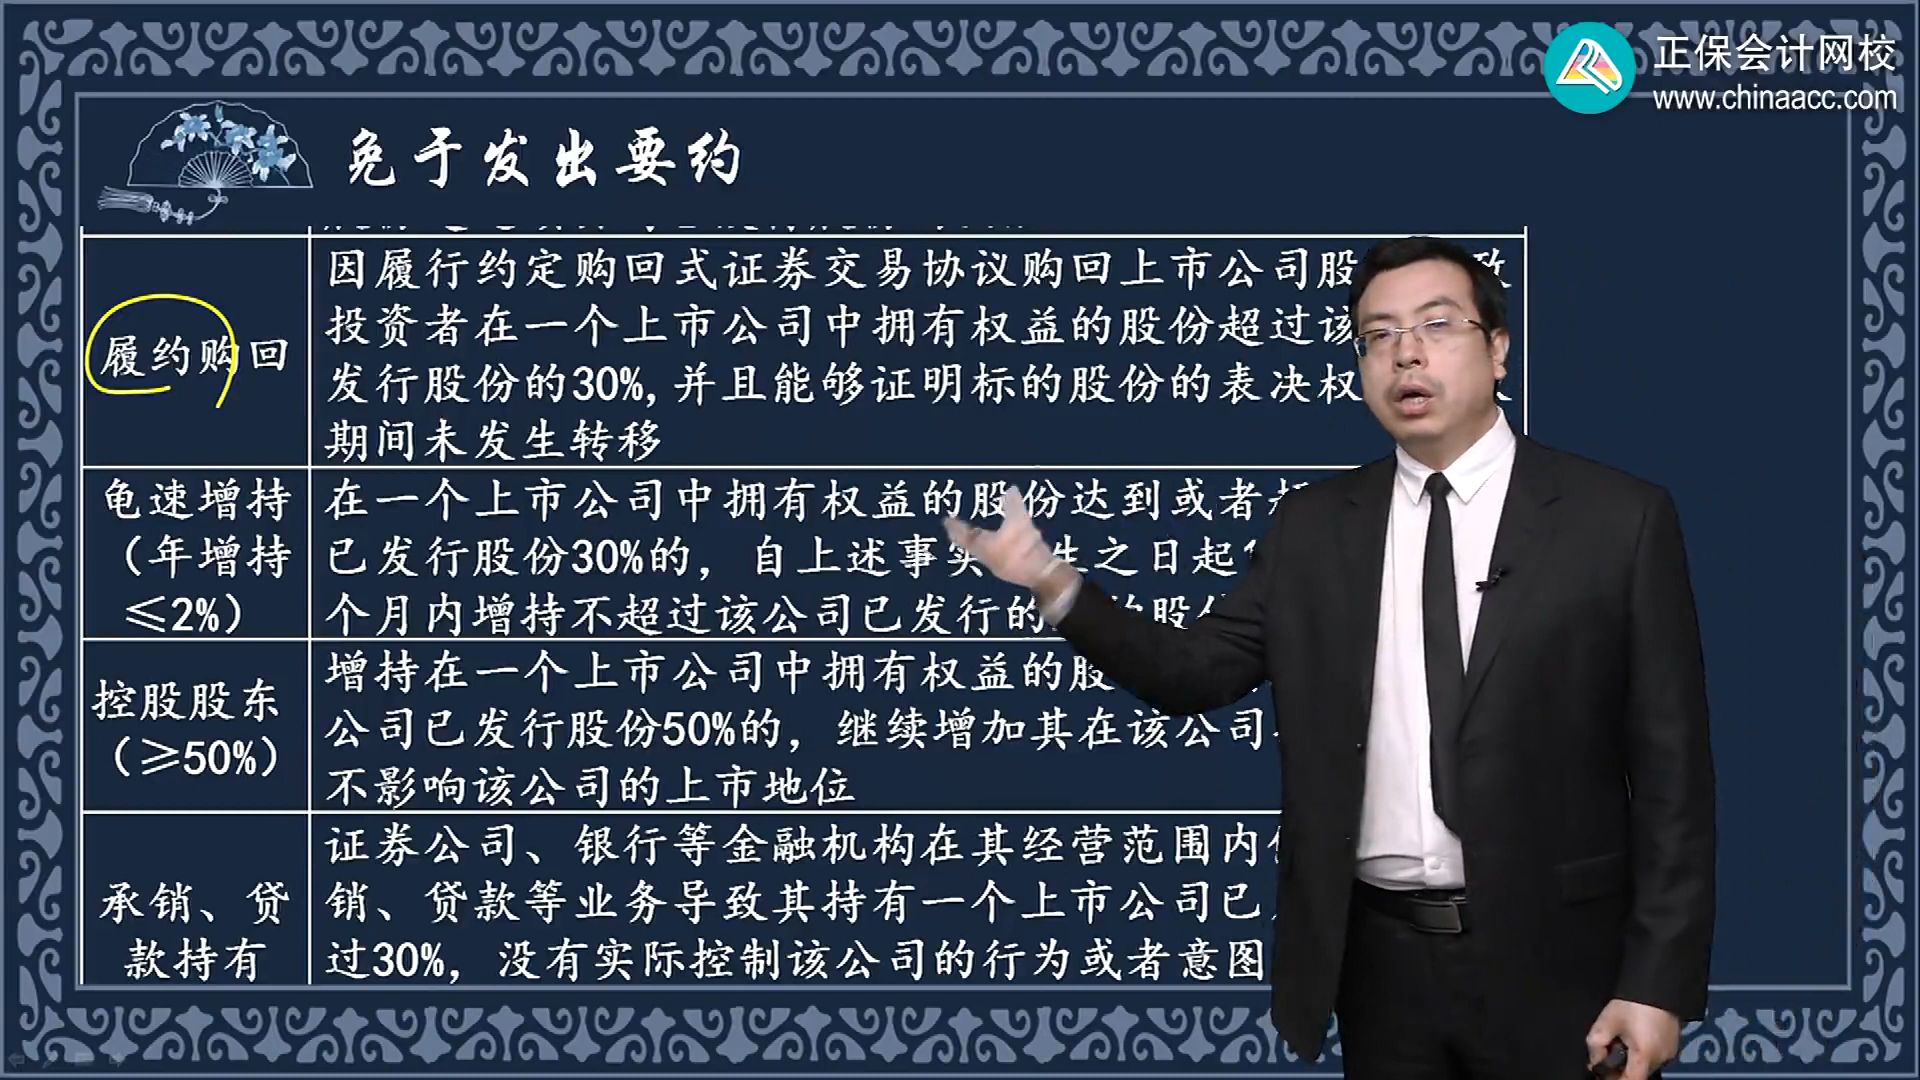 正保会计网校
www.chinaacc.com
免于发出要约
履约购回
因履行约定购回式证券交易协议购回上市公司股
投资者在一个上市公司中拥有权益的股份超过该
发行股份的30%,并且能够证明标的股份的表决权
期间未发生转移
龟速增持
（年增持
≤2%）
在一个上市公司中拥有权益的股份达到或者
已发行股份30%的，自上述事实 生之日起1
个月内增持不超过该公司已发行的 股份
控股股东
（≥50%）
增持在一个上市公司中拥有权益的股
公司已发行股份50%的，继续增加其在该公司
不影响该公司的上市地位
承销、贷
款持有
证券公司、银行等金融机构在其经营范围内
销、贷款等业务导致其持有一个上市公司已
过30%，没有实际控制该公司的行为或者意图